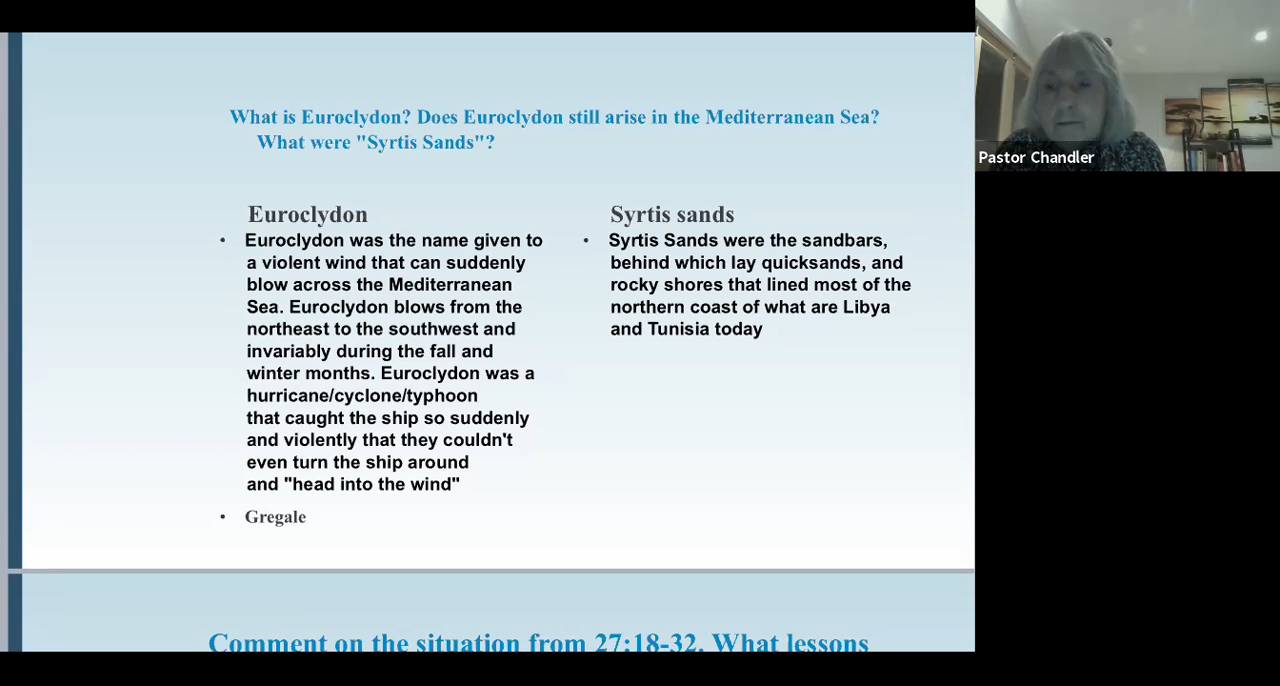 What is Euroclydon? Does Euroclydon still arise in the Mediterranean Sea?
What were "Syrtis Sands"?
Euroclydon
• Euroclydon was the name given to
a violent wind that can suddenly
blow across the Mediterranean
Sea. Euroclydon blows from the
northeast to the southwest and
invariably during the fall and
winter months. Euroclydon was a
hurricane/cyclone/typhoon
that caught the ship so suddenly
and violently that they couldn't
even turn the ship around
and "head into the wind"
• Gregale
Syrtis sands
• Syrtis Sands were the sandbars,
behind which lay quicksands, and
rocky shores that lined most of the
northern coast of what are Libya
and Tunisia today
Comment on the situation from 27:18-32. What lessons
Pastor Chandler